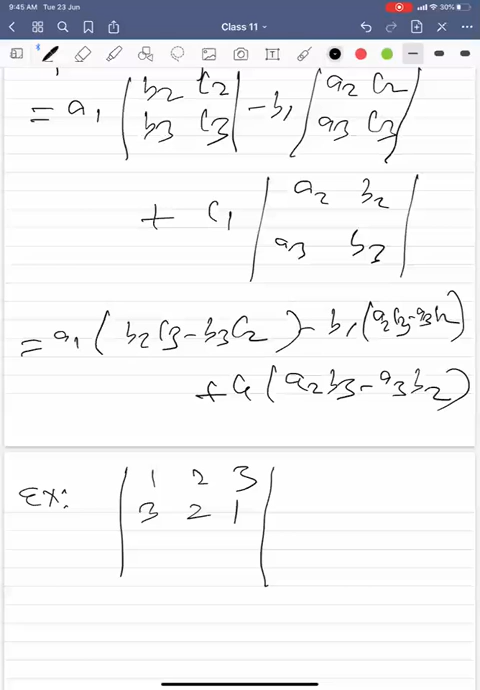 9:45 AM Tue 23 Jun 30%
Class 11
= a1 | b2 c2 | - b1 | a2 c2 |
| b3 c3 | | a3 c3 |
+ c1 | a2 b2 |
| a3 b3 |
= a1 ( b2c3 - b3c2 ) - b1 (a2c3-a3c2)
+ c1 ( a2b3 - a3b2 )
Ex: | 1 2 3 |
| 3 2 1 |